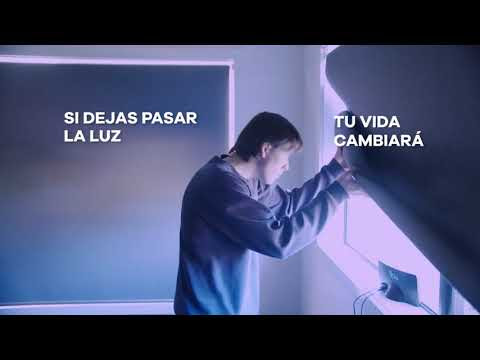 SI DEJAS PASAR
LA LUZ
TU VIDA
CAMBIARÁ